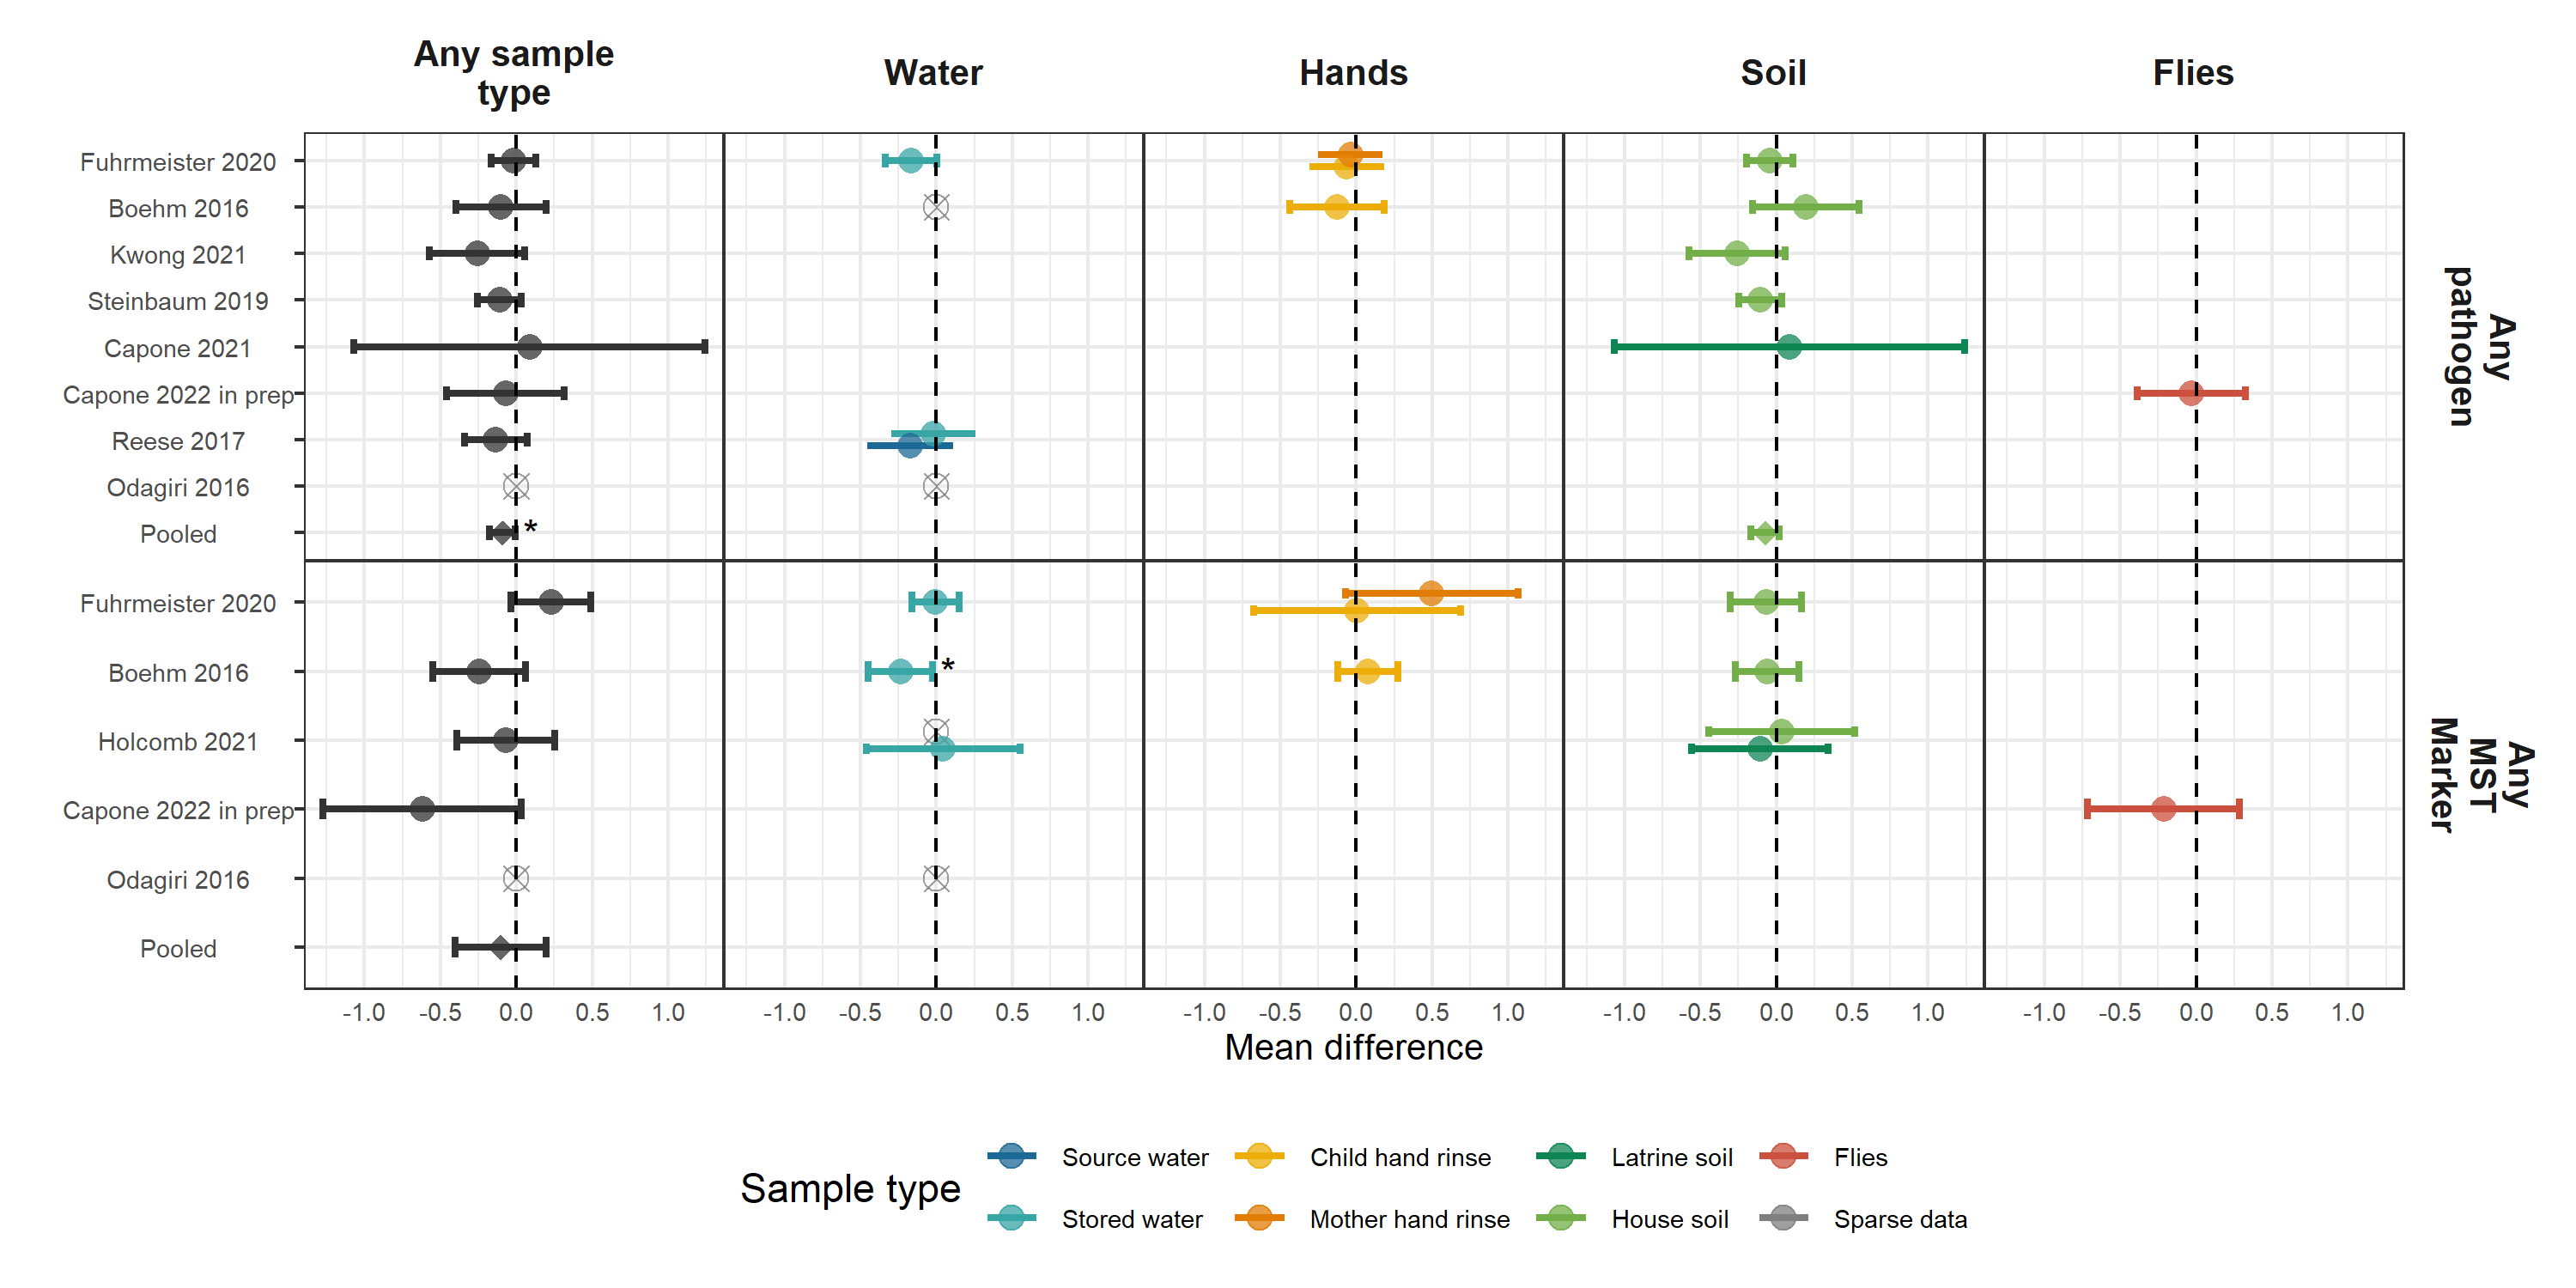 Any sample
type
Water
Hands
Soil
Flies
Fuhrmeister 2020
Boehm 2016
Kwong 2021
Steinbaum 2019
Capone 2021
Capone 2022 in prep
Reese 2017
Odagiri 2016
Pooled
*
Any
pathogen
Fuhrmeister 2020
Boehm 2016
*
Holcomb 2021
Capone 2022 in prep
Odagiri 2016
Pooled
Any
MST
Marker
-1.0 -0.5 0.0 0.5 1.0 -1.0 -0.5 0.0 0.5 1.0 -1.0 -0.5 0.0 0.5 1.0 -1.0 -0.5 0.0 0.5 1.0 -1.0 -0.5 0.0 0.5 1.0
Mean difference
Sample type
Source water Child hand rinse Latrine soil Flies
Stored water Mother hand rinse House soil Sparse data